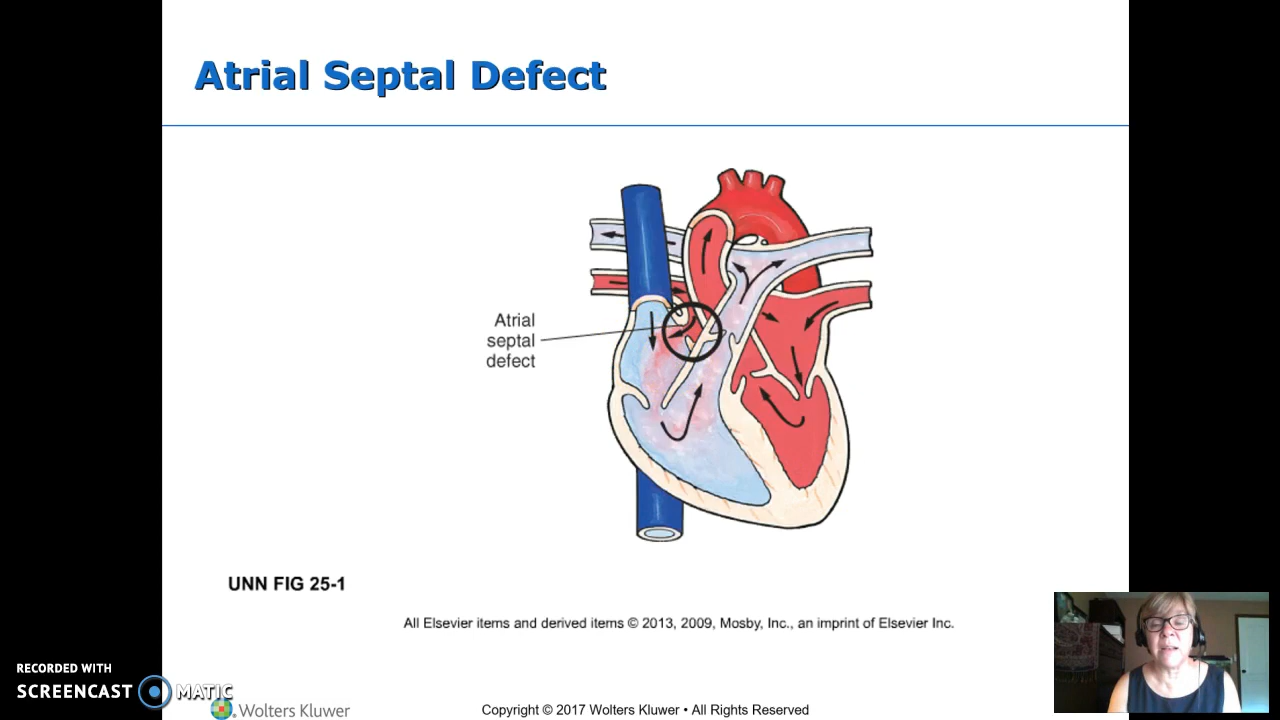 Atrial Septal Defect
Atrial
septal
defect
UNN FIG 25-1
All Elsevier items and derived items © 2013, 2009, Mosby, Inc., an imprint of Elsevier Inc.
RECORDED WITH
SCREENCAST MATIC
Wolters Kluwer
Copyright © 2017 Wolters Kluwer • All Rights Reserved